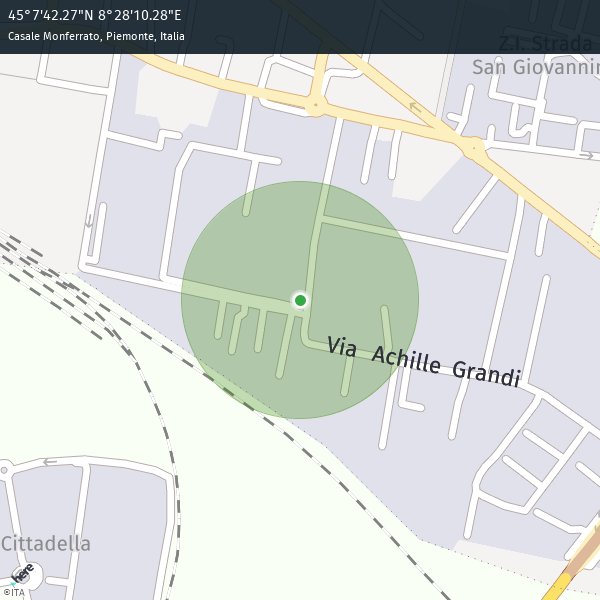 45°7'42.27"N 8°28'10.28"E
Casale Monferrato, Piemonte, Italia
Z.I. Strada
San Giovannin
Via Achille Grandi
Cittadella
here
©ITA